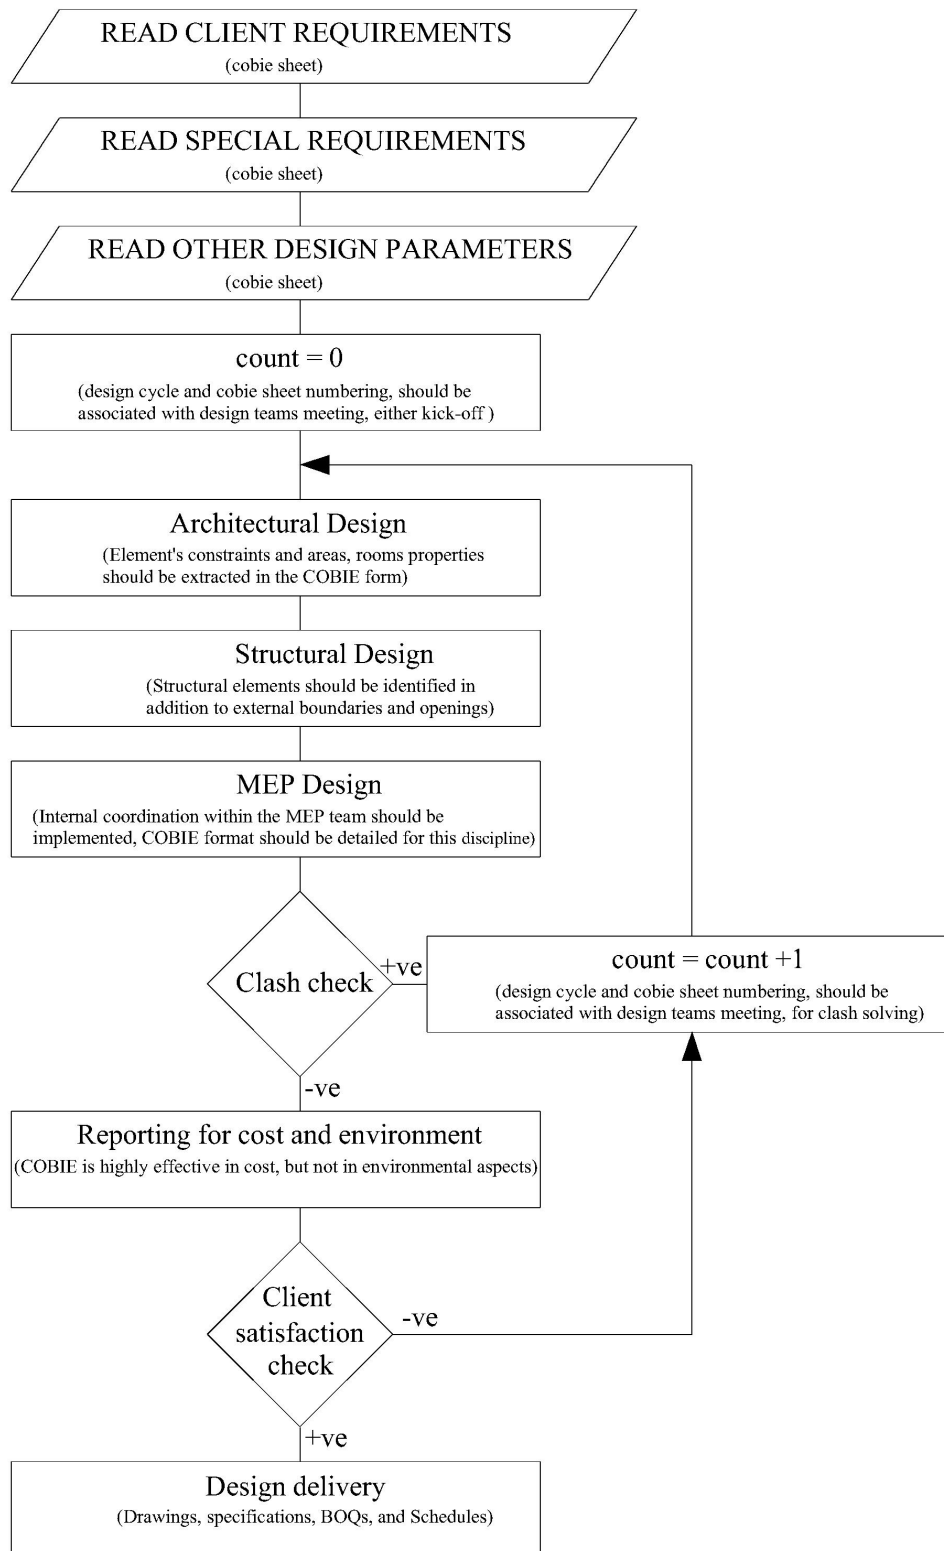 READ CLIENT REQUIREMENTS
(cobie sheet)
READ SPECIAL REQUIREMENTS
(cobie sheet)
READ OTHER DESIGN PARAMETERS
(cobie sheet)
count = 0
(design cycle and cobie sheet numbering, should be
associated with design teams meeting, either kick-off )
Architectural Design
(Element's constraints and areas, rooms properties
should be extracted in the COBIE form)
Structural Design
(Structural elements should be identified in
addition to external boundaries and openings)
MEP Design
(Internal coordination within the MEP team should be
implemented, COBIE format should be detailed for this discipline)
Clash check
+ve
count = count +1
(design cycle and cobie sheet numbering, should be
associated with design teams meeting, for clash solving)
-ve
Reporting for cost and environment
(COBIE is highly effective in cost, but not in environmental aspects)
Client
satisfaction
check
-ve
+ve
Design delivery
(Drawings, specifications, BOQs, and Schedules)